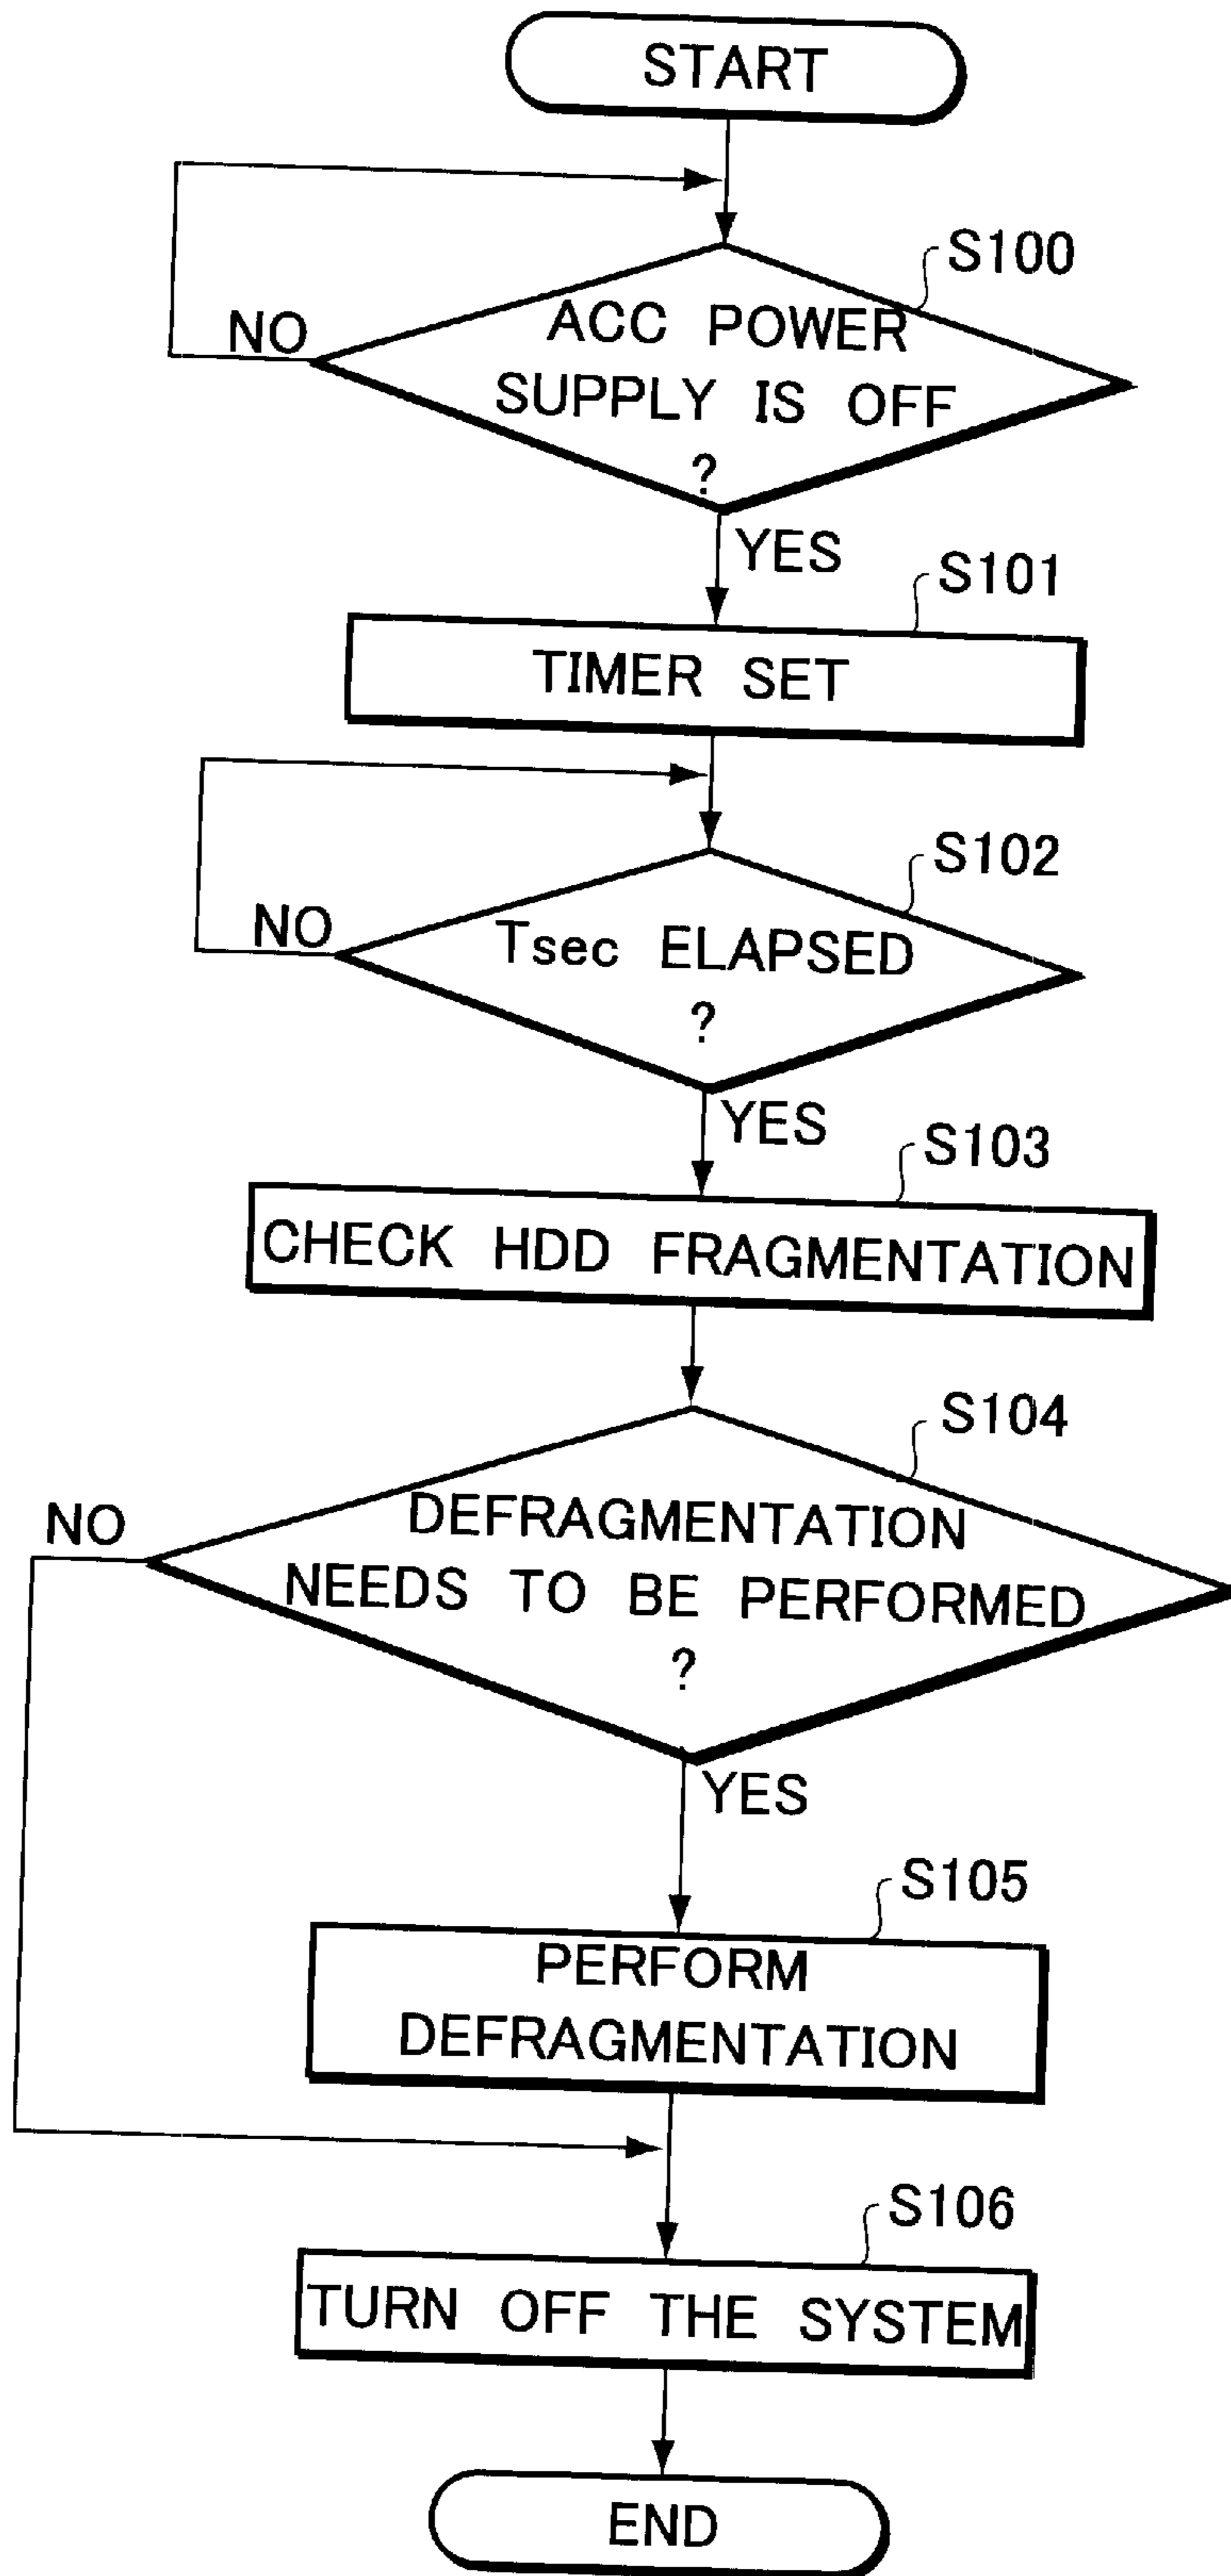 START
S100
ACC POWER
NO
SUPPLY IS OFF
?
YES
S101
TIMER SET
S102
NO
Tsec ELAPSED
?
YES
S103
CHECK HDD FRAGMENTATION
S104
NO
DEFRAGMENTATION
NEEDS TO BE PERFORMED
?
YES
S105
PERFORM
DEFRAGMENTATION
S106
TURN OFF THE SYSTEM
END